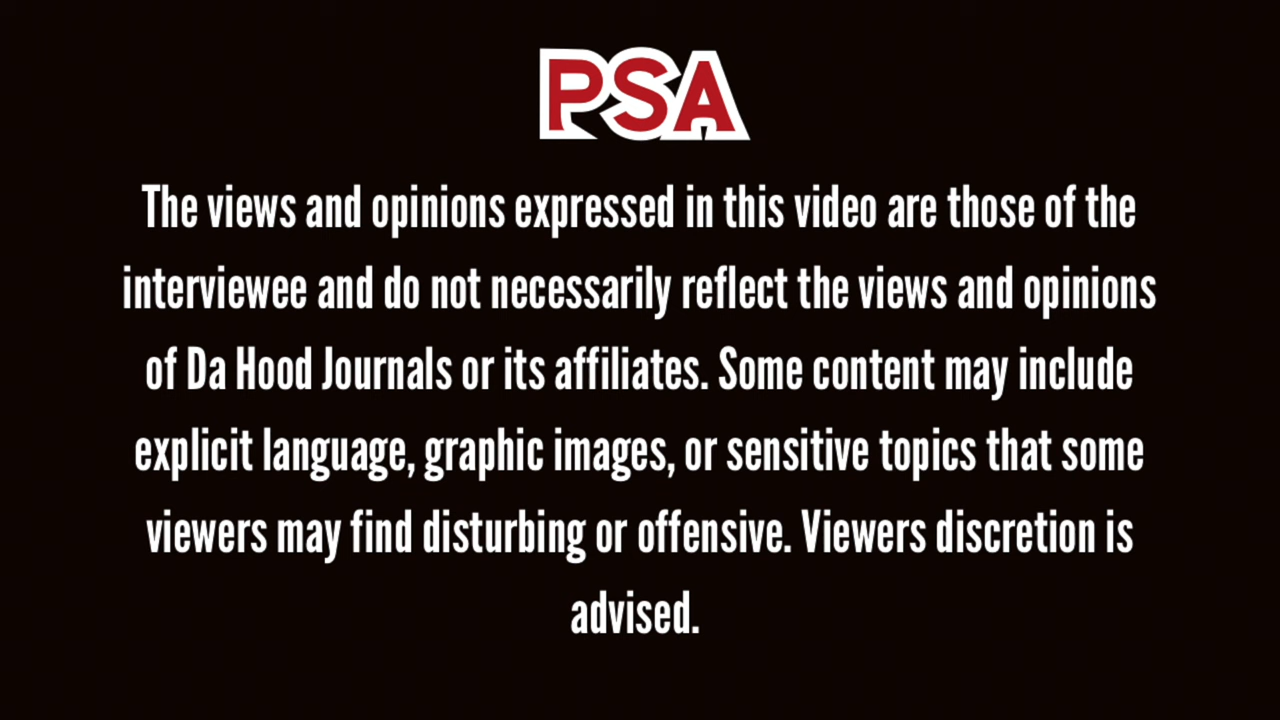 PSA
The views and opinions expressed in this video are those of the
interviewee and do not necessarily reflect the views and opinions
of Da Hood Journals or its affiliates. Some content may include
explicit language, graphic images, or sensitive topics that some
viewers may find disturbing or offensive. Viewers discretion is
advised.